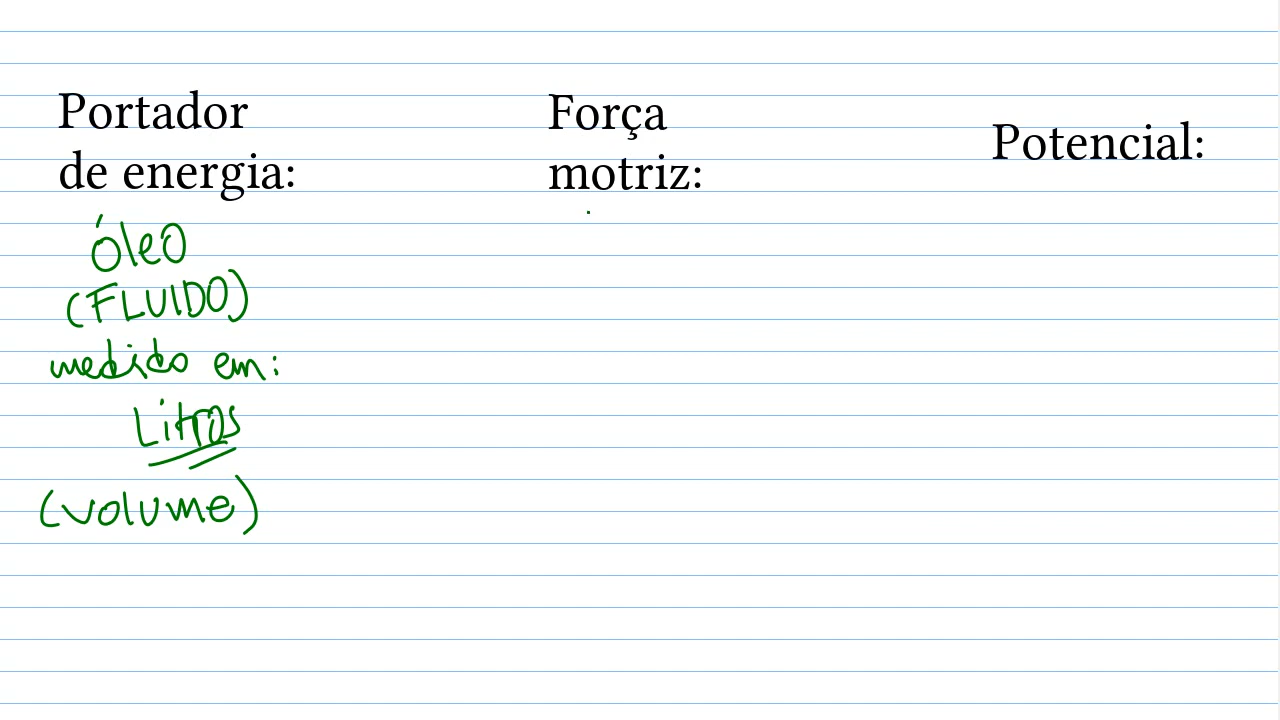 Portador
de energia:
Força
motriz:
Potencial:
Óleo
(FLUIDO)
medido em:
Litros
(volume)